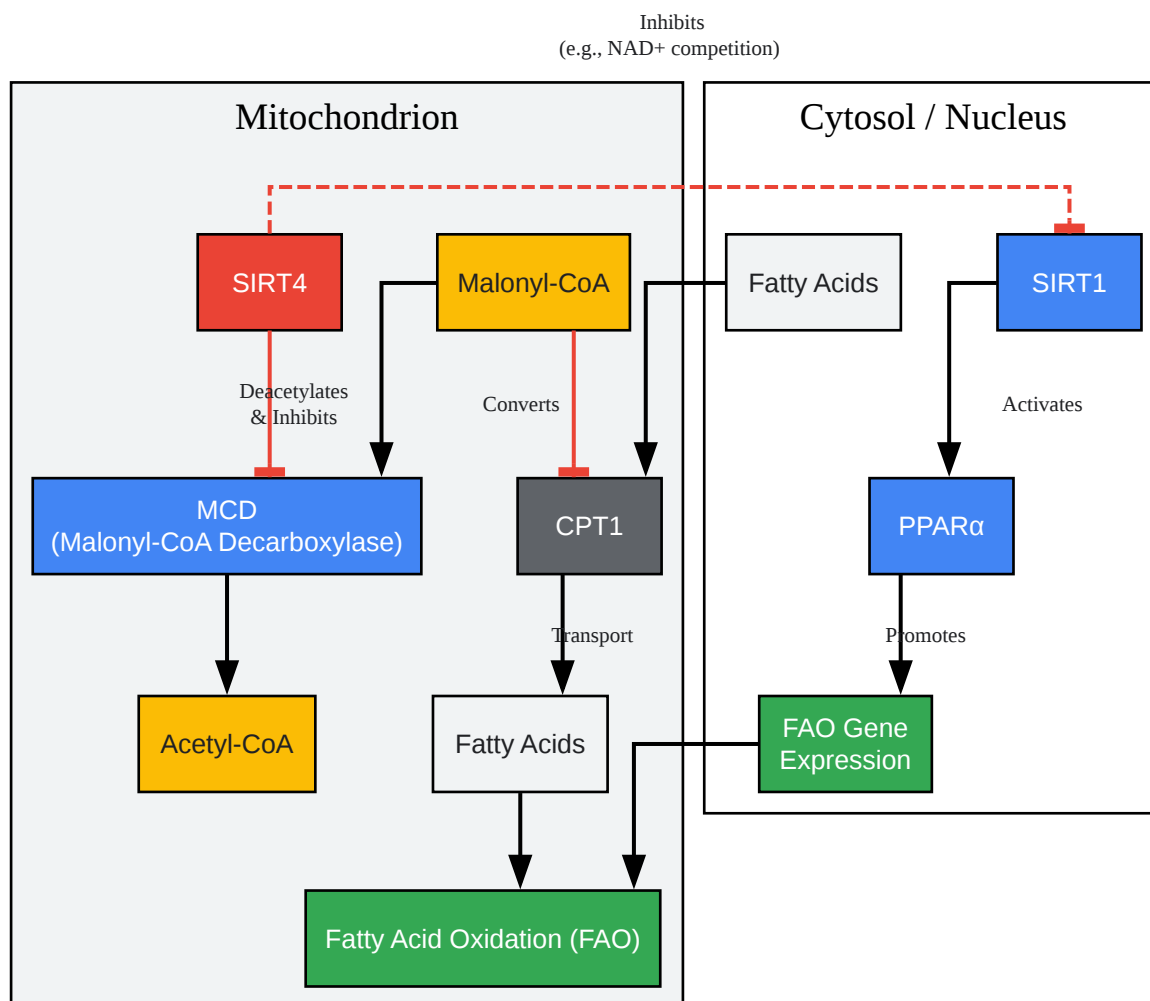 Inhibits
(e.g., NAD+ competition)
Mitochondrion
Cytosol / Nucleus
SIRT4
Malonyl-CoA
Fatty Acids
SIRT1
Deacetylates
& Inhibits
Converts
Activates
MCD
(Malonyl-CoA Decarboxylase)
CPT1
PPARα
Transport
Promotes
Acetyl-CoA
Fatty Acids
FAO Gene
Expression
Fatty Acid Oxidation (FAO)